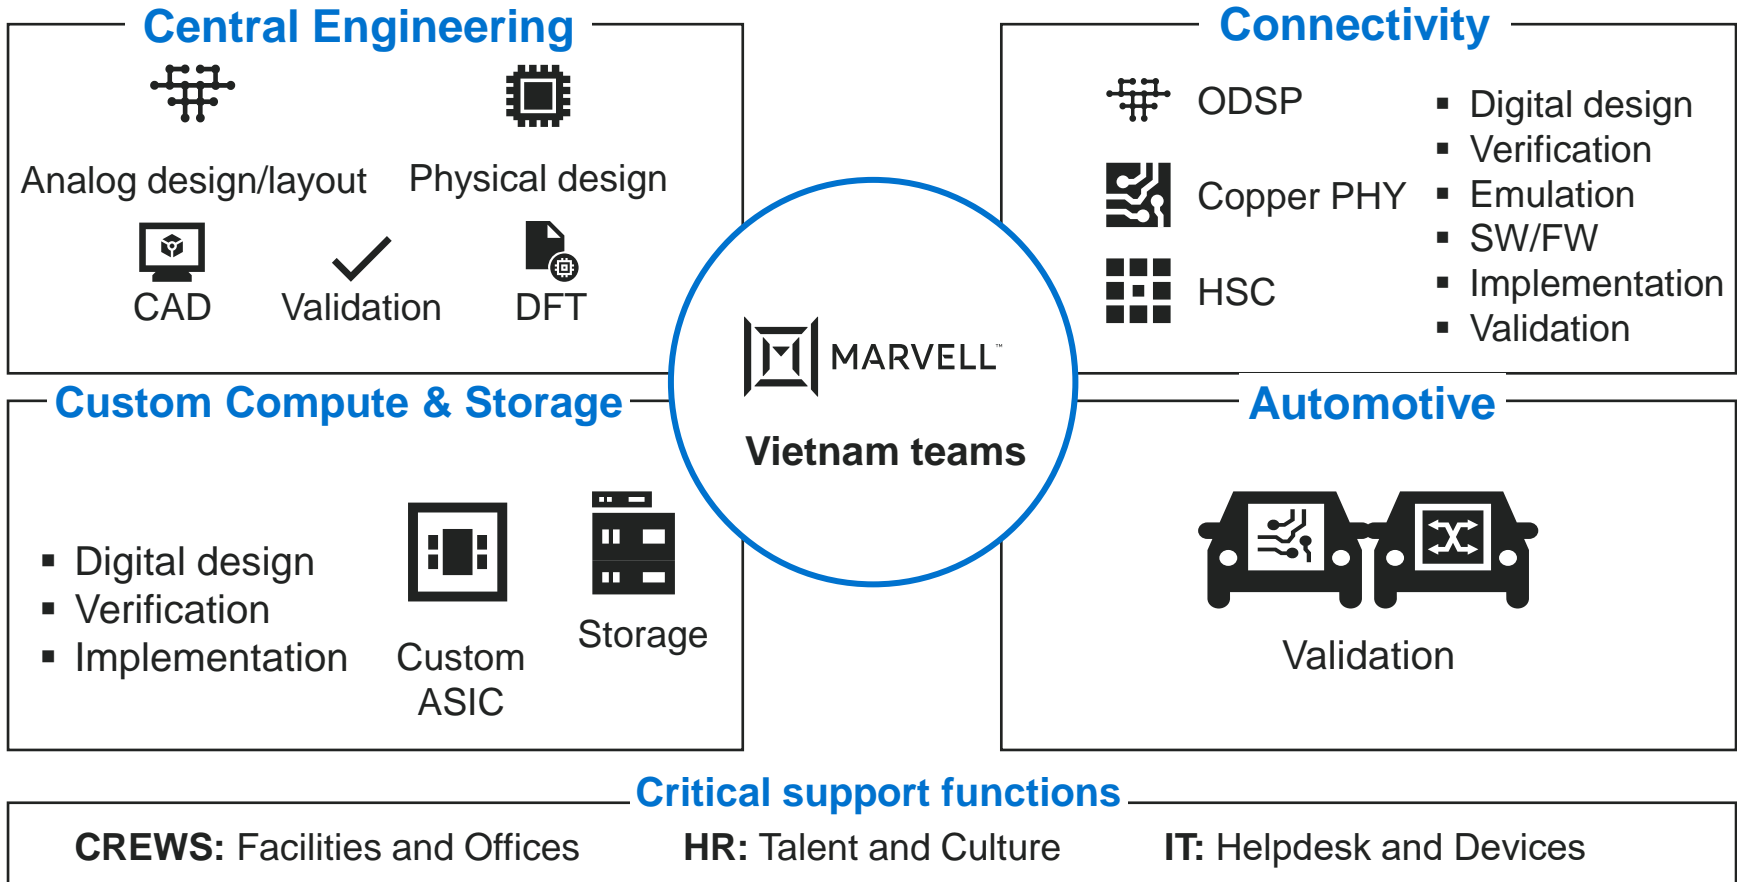 Central Engineering
Analog design/layout
Physical design
CAD
Validation
DFT
Connectivity
ODSP
Copper PHY
HSC
▪ Digital design
▪ Verification
▪ Emulation
▪ SW/FW
▪ Implementation
▪ Validation
MARVELL™
Vietnam teams
Custom Compute & Storage
▪ Digital design
▪ Verification
▪ Implementation
Custom
ASIC
Storage
Automotive
Validation
Critical support functions
CREWS: Facilities and Offices
HR: Talent and Culture
IT: Helpdesk and Devices